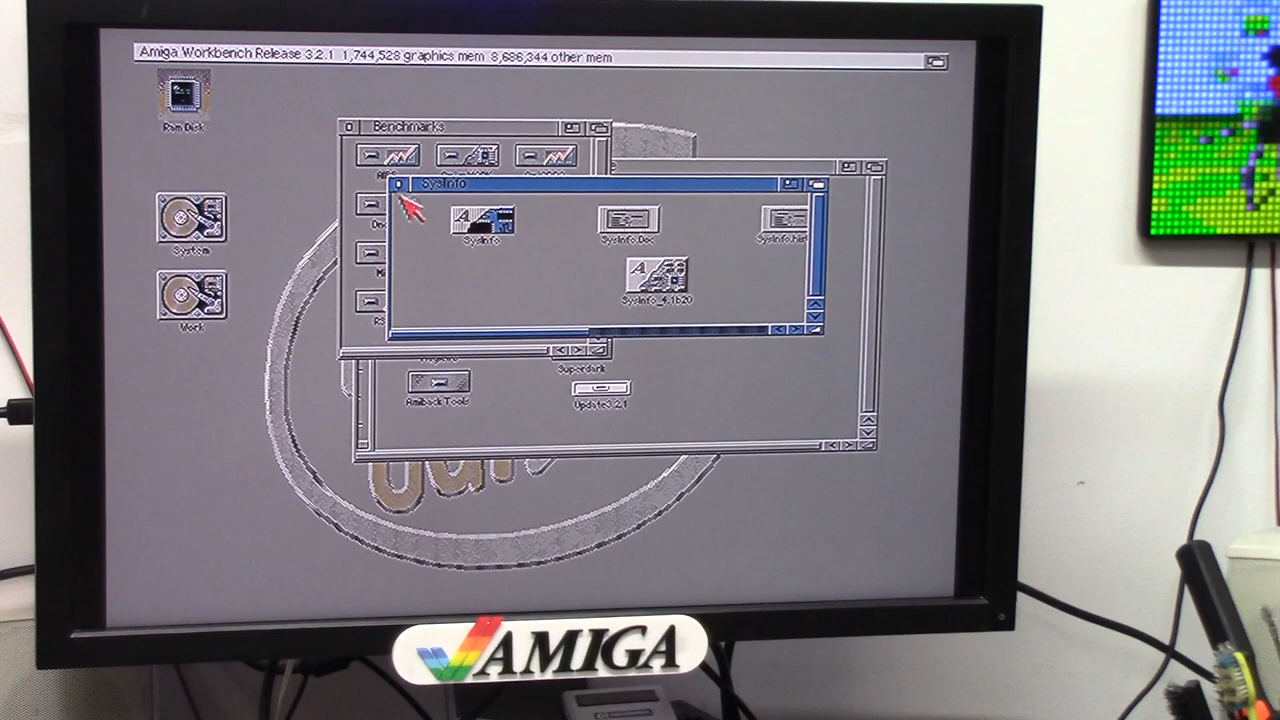 Amiga Workbench Release 3.2.1 1,744,528 graphics mem 8,686,344 other mem
Ram Disk
Benchmarks
SysInfo
SysInfo
SysInfo.Doc
System
SysInfo_4.1b20
Work
Superdark
Amiback Tools
Update3.2.1
AMIGA